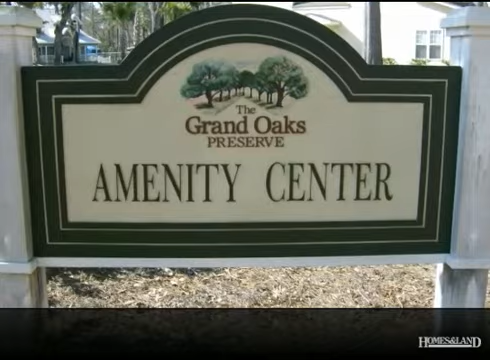 The
Grand Oaks
PRESERVE
AMENITY CENTER
HOMES&LAND